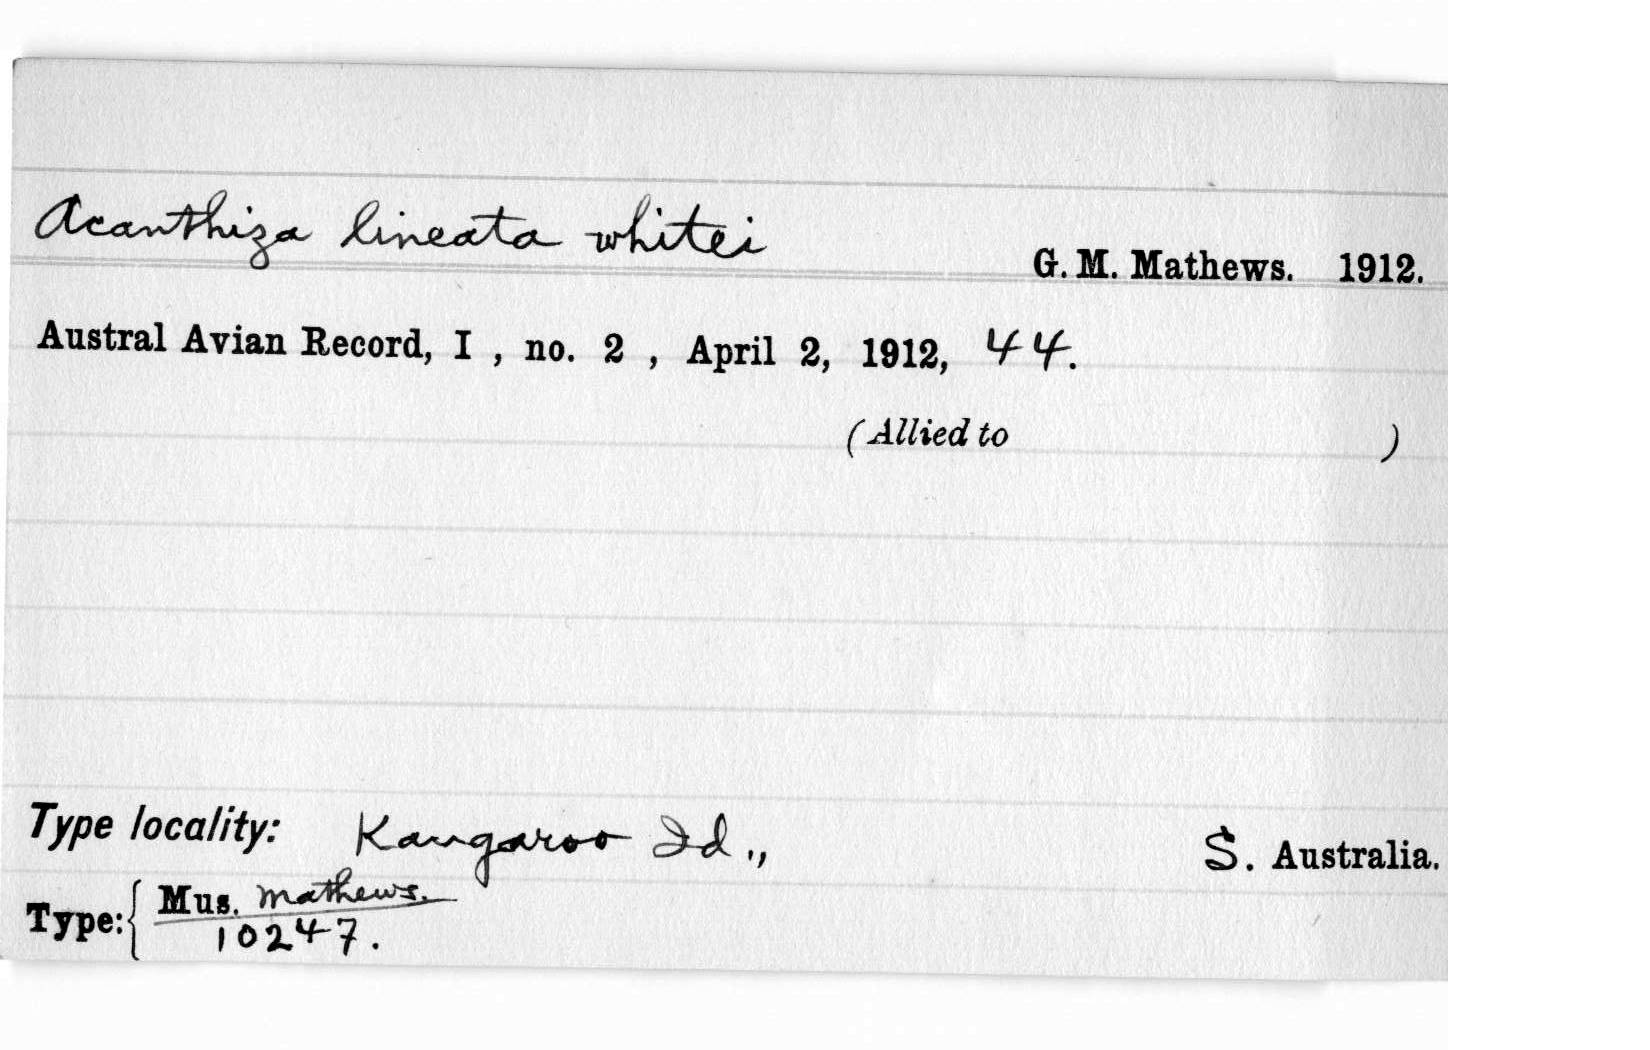 Acanthiza lineata whitei
G. M. Mathews. 1912.
Austral Avian Record, I , no. 2 , April 2, 1912, 44.
(Allied to )
Type locality: Kangaroo Id., S. Australia.
Type: { Mus. Mathews.
10247.